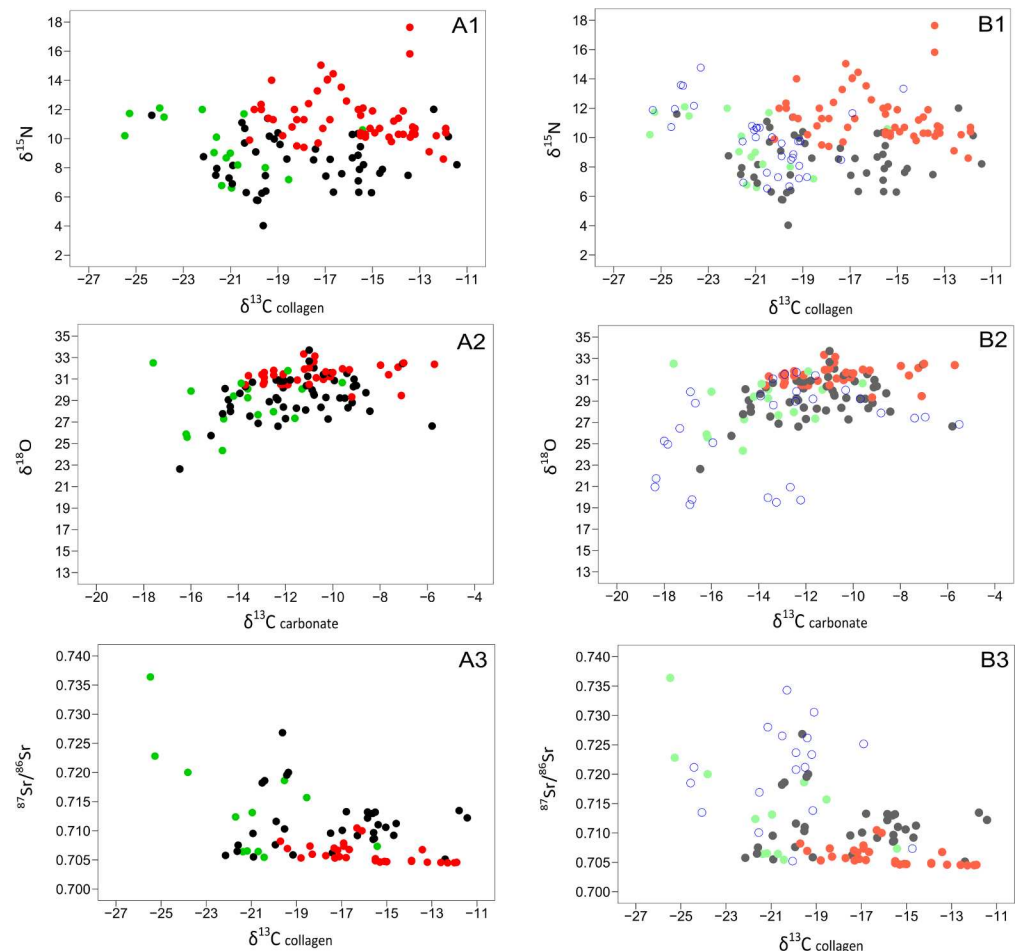 A1
18
16
14
12
10
8
6
4
2
δ¹⁵N
−27 −25 −23 −21 −19 −17 −15 −13 −11
δ¹³C collagen
B1
18
16
14
12
10
8
6
4
2
δ¹⁵N
−27 −25 −23 −21 −19 −17 −15 −13 −11
δ¹³C collagen
A2
35
33
31
29
27
25
23
21
19
17
15
13
δ¹⁸O
−20 −18 −16 −14 −12 −10 −8 −6 −4
δ¹³C carbonate
B2
35
33
31
29
27
25
23
21
19
17
15
13
δ¹⁸O
−20 −18 −16 −14 −12 −10 −8 −6 −4
δ¹³C carbonate
A3
0.740
0.735
0.730
0.725
0.720
0.715
0.710
0.705
0.700
⁸⁷Sr/⁸⁶Sr
−27 −25 −23 −21 −19 −17 −15 −13 −11
δ¹³C collagen
B3
0.740
0.735
0.730
0.725
0.720
0.715
0.710
0.705
0.700
⁸⁷Sr/⁸⁶Sr
−27 −25 −23 −21 −19 −17 −15 −13 −11
δ¹³C collagen